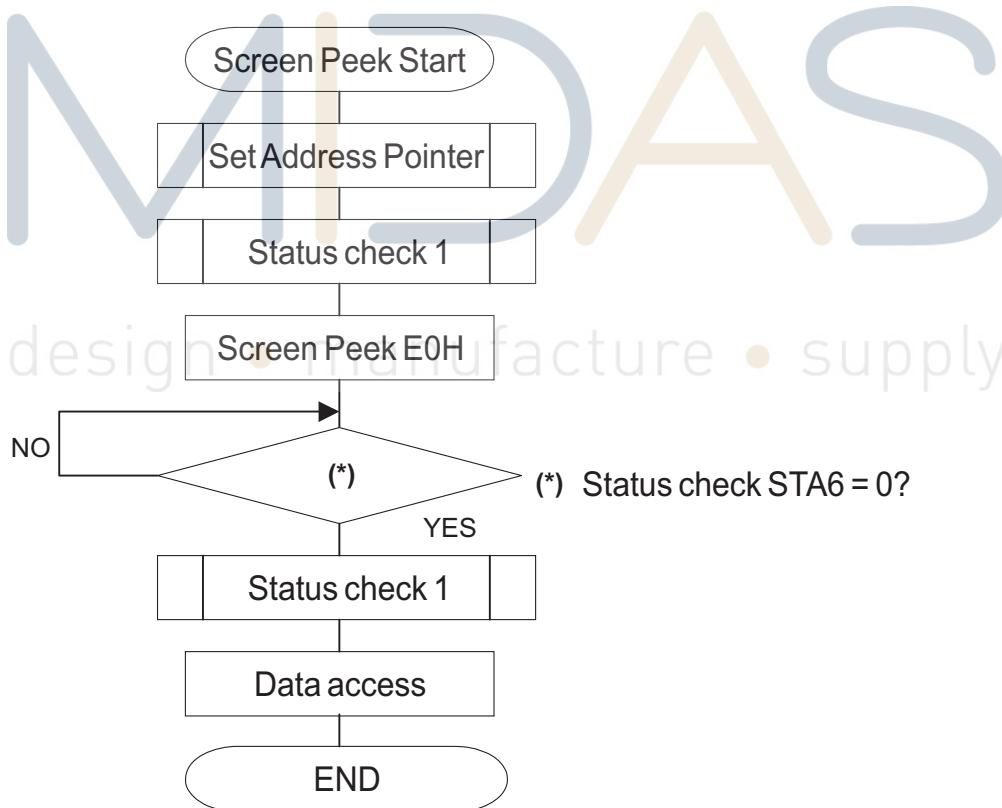 MIDAS
Screen Peek Start
Set Address Pointer
Status check 1
Screen Peek E0H
design • manufacture • supply
NO
(*)
(*) Status check STA6 = 0?
YES
Status check 1
Data access
END